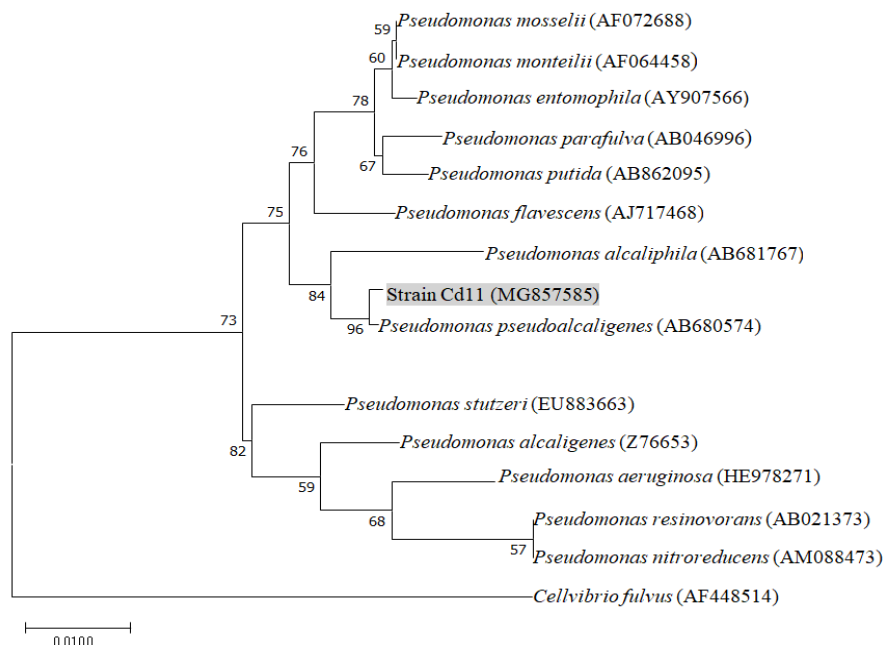 59
Pseudomonas mosselii (AF072688)
60
Pseudomonas monteilii (AF064458)
Pseudomonas entomophila (AY907566)
78
Pseudomonas parafulva (AB046996)
67
Pseudomonas putida (AB862095)
76
Pseudomonas flavescens (AJ717468)
75
Pseudomonas alcaliphila (AB681767)
84
Strain Cd11 (MG857585)
96
Pseudomonas pseudoalcaligenes (AB680574)
73
Pseudomonas stutzeri (EU883663)
82
Pseudomonas alcaligenes (Z76653)
59
Pseudomonas aeruginosa (HE978271)
68
Pseudomonas resinovorans (AB021373)
57
Pseudomonas nitroreducens (AM088473)
Cellvibrio fulvus (AF448514)
0.0100